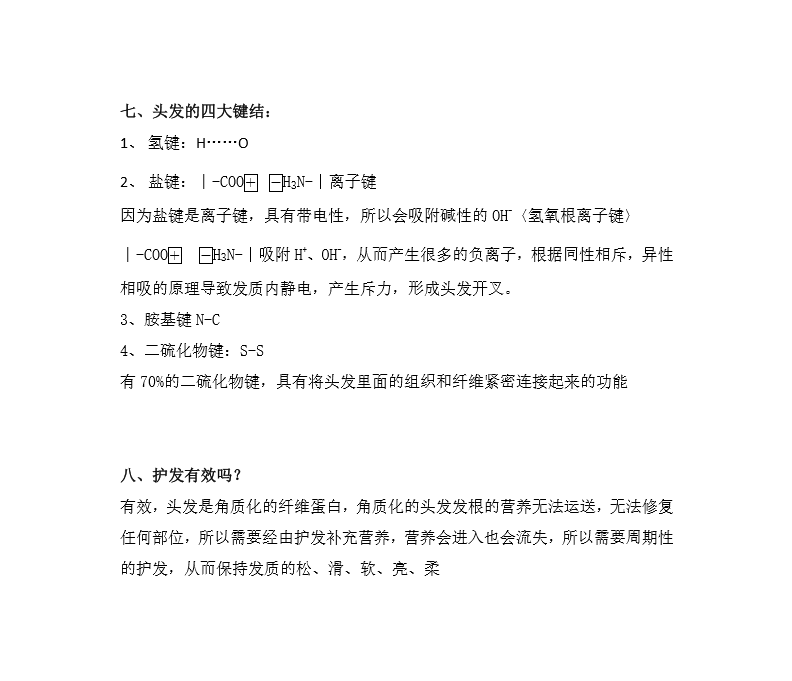 七、头发的四大键结：
1、 氢键：H……O
2、 盐键：｜-COO⊞ ⊟H₃N-｜离子键
因为盐键是离子键，具有带电性，所以会吸附碱性的 OH⁻〈氢氧根离子键〉
｜-COO⊞ ⊟H₃N-｜吸附 H⁺、OH⁻，从而产生很多的负离子，根据同性相斥，异性
相吸的原理导致发质内静电，产生斥力，形成头发开叉。
3、胺基键 N-C
4、二硫化物键：S-S
有 70%的二硫化物键，具有将头发里面的组织和纤维紧密连接起来的功能
八、护发有效吗？
有效，头发是角质化的纤维蛋白，角质化的头发发根的营养无法运送，无法修复
任何部位，所以需要经由护发补充营养，营养会进入也会流失，所以需要周期性
的护发，从而保持发质的松、滑、软、亮、柔